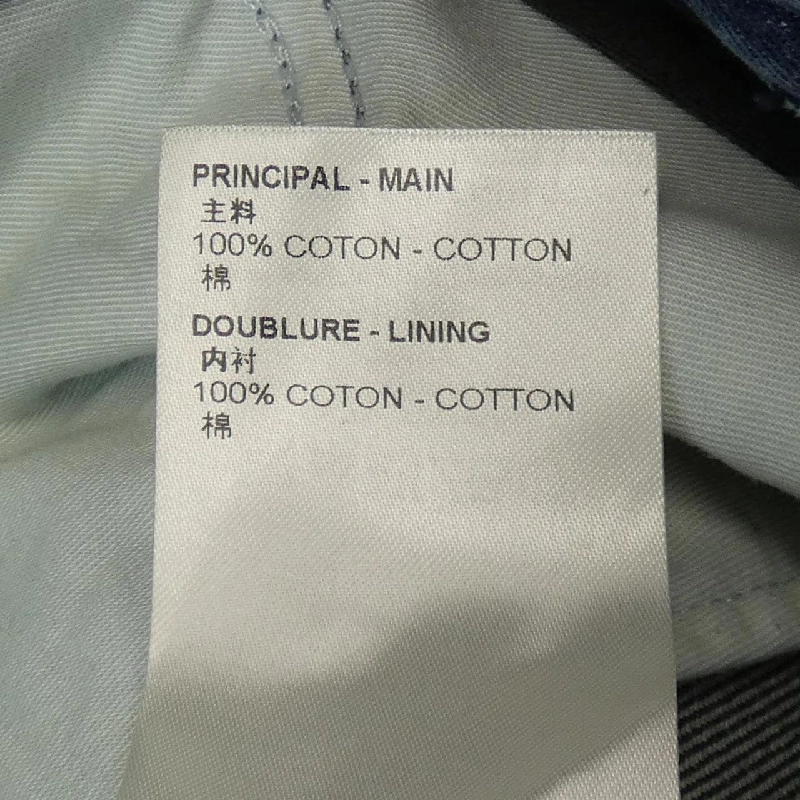 PRINCIPAL - MAIN
主料
100% COTON - COTTON
棉
DOUBLURE - LINING
内衬
100% COTON - COTTON
棉